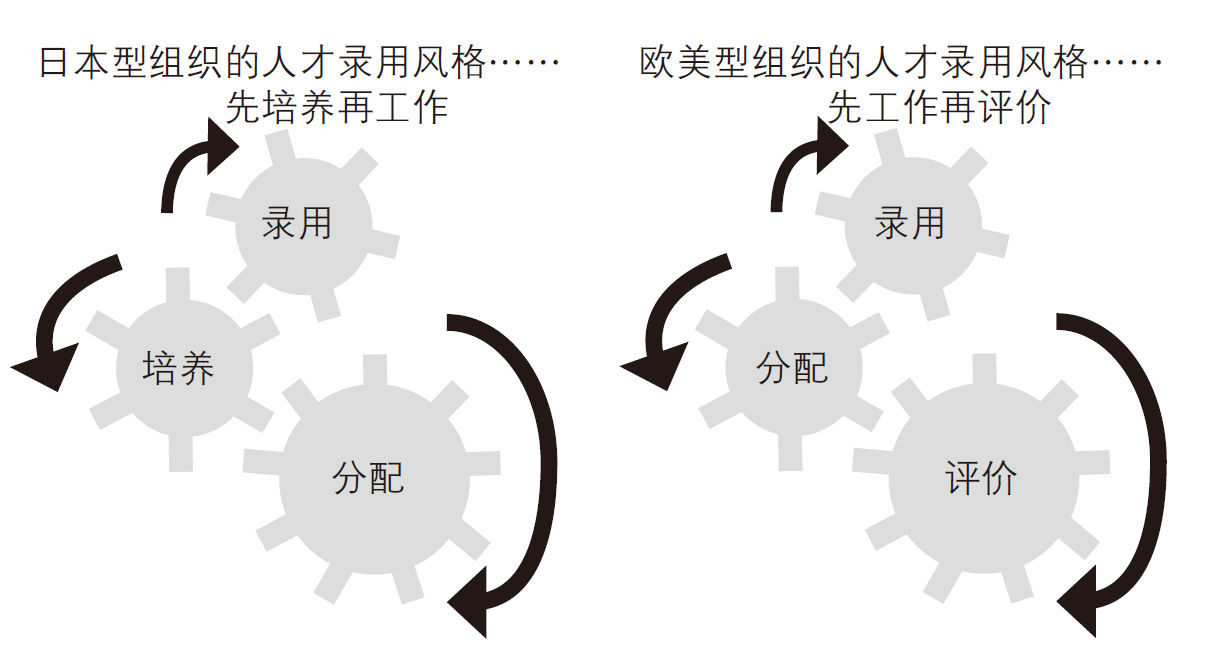 日本型组织的人才录用风格……
先培养再工作
录用
培养
分配
欧美型组织的人才录用风格……
先工作再评价
录用
分配
评价